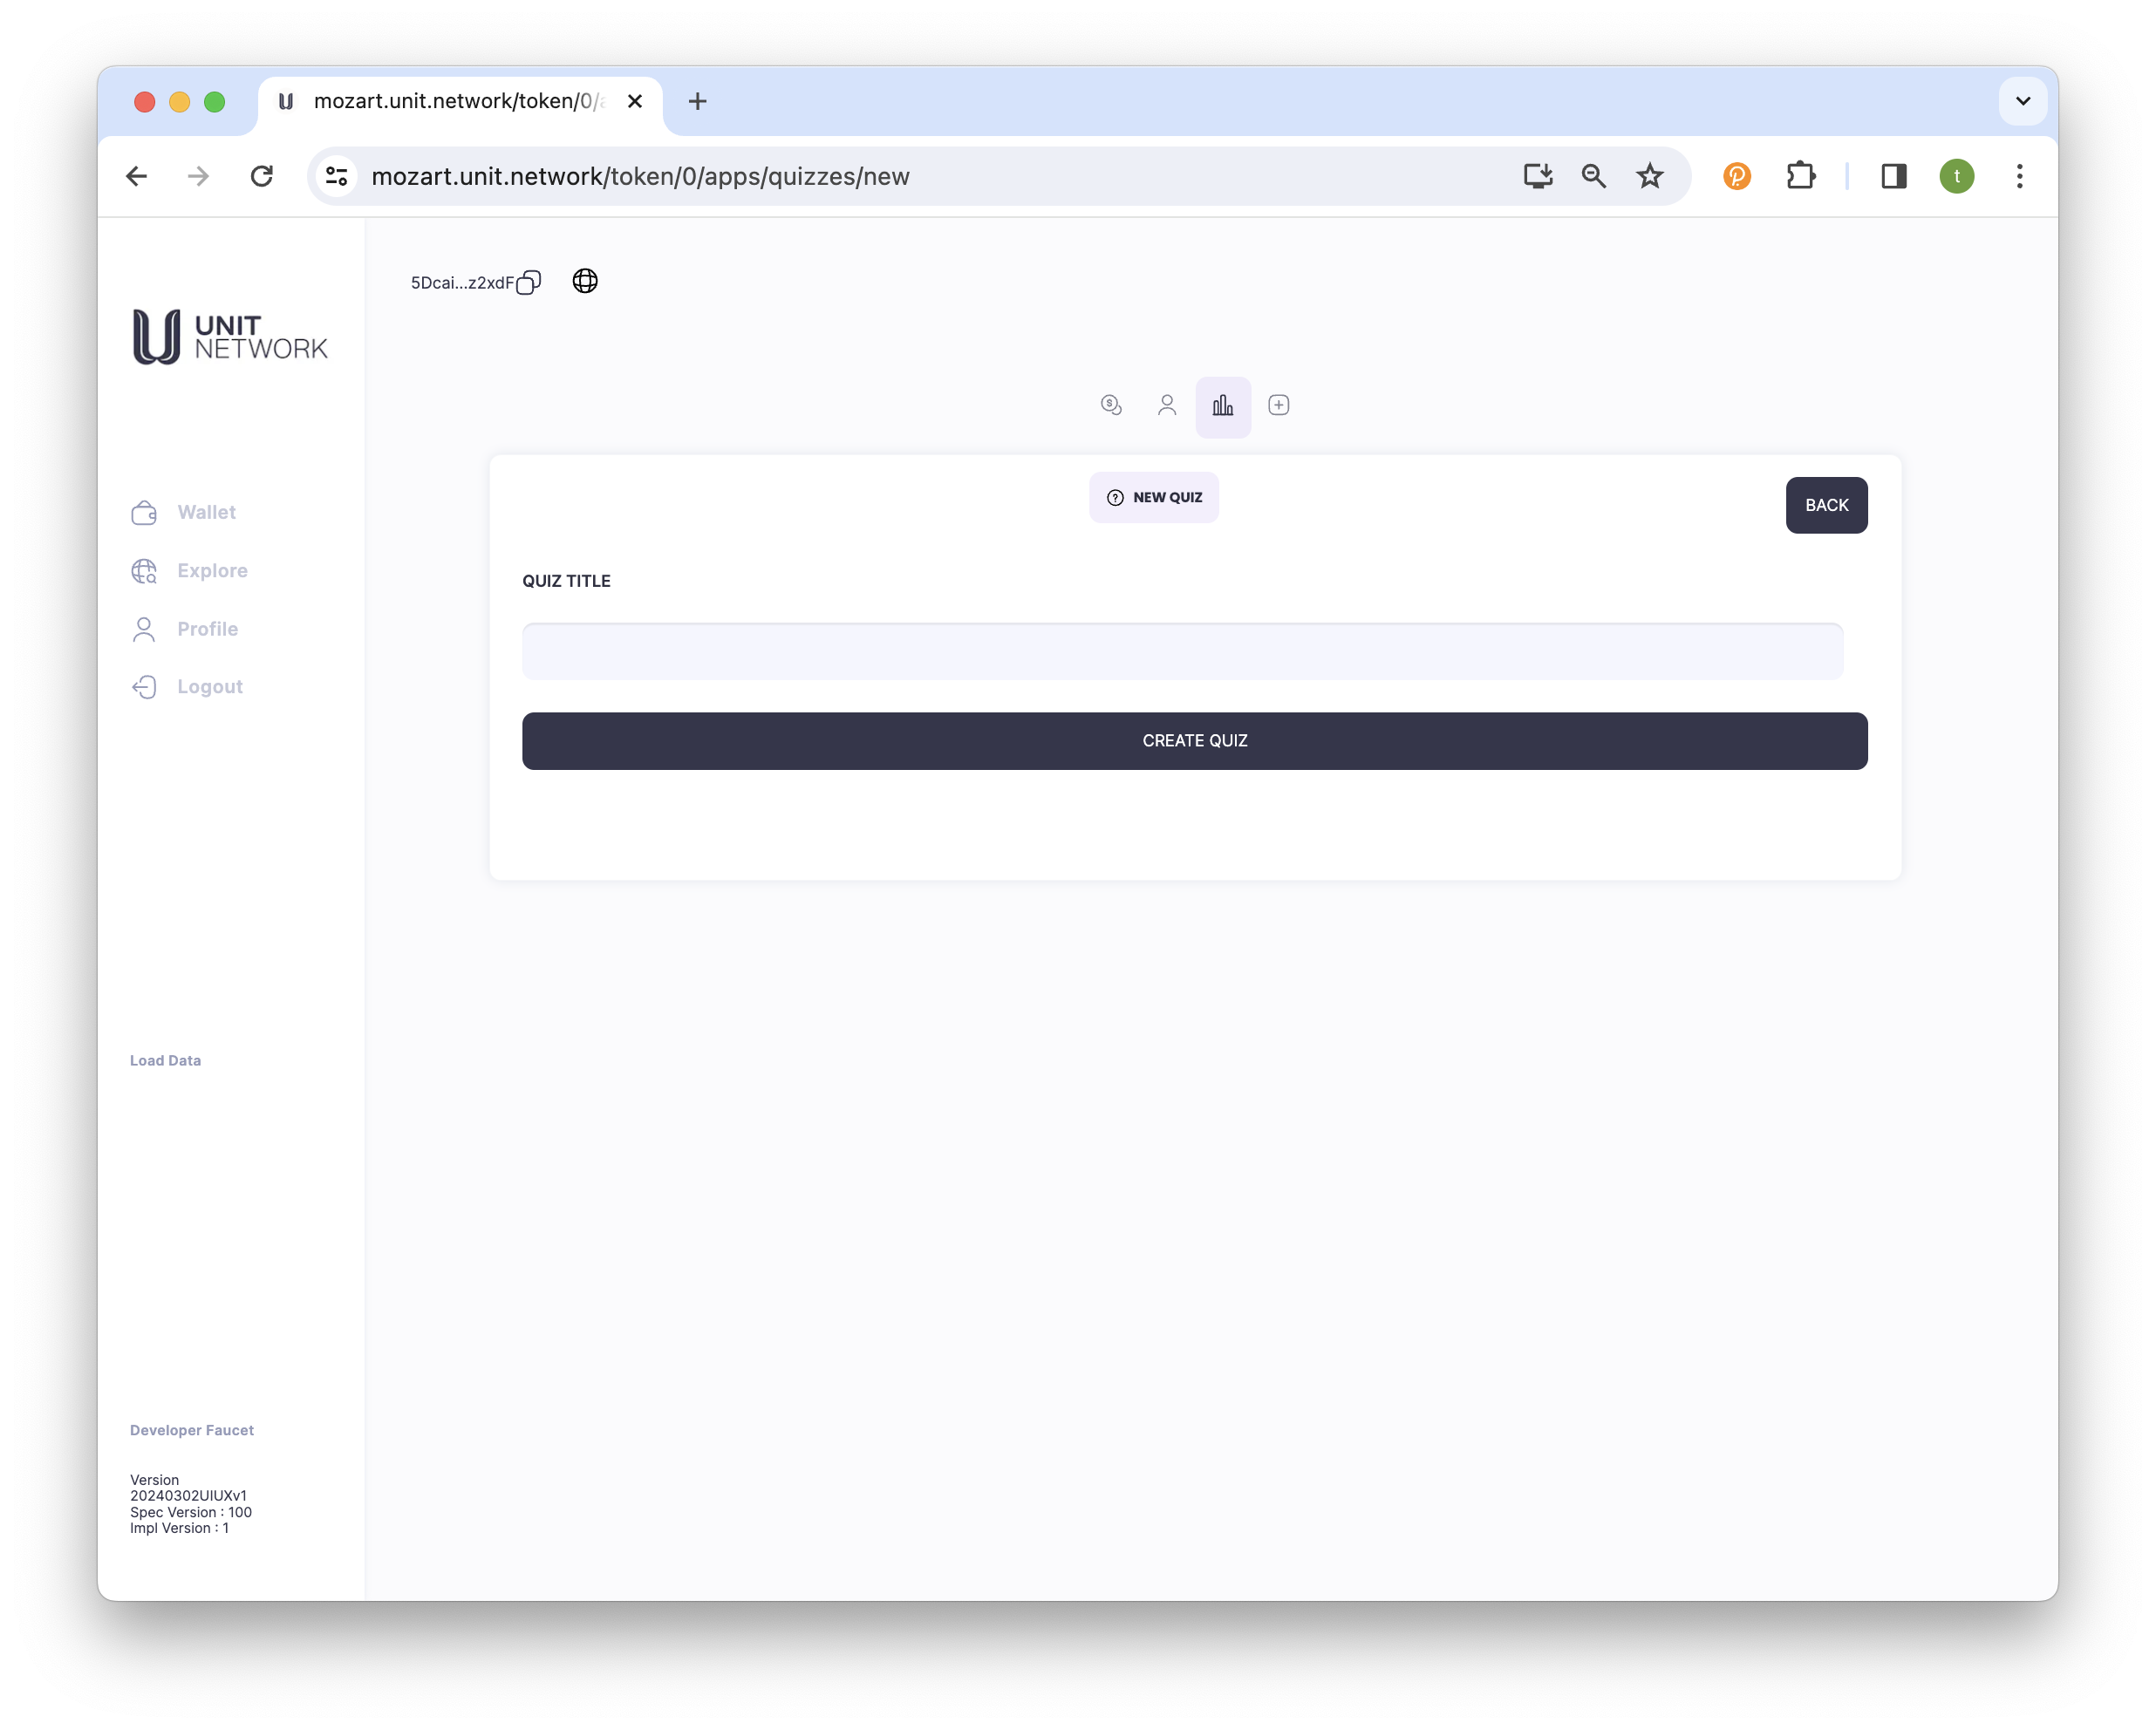 mozart.unit.network/token/0/a
mozart.unit.network/token/0/apps/quizzes/new
t
5Dcai...z2xdF
UNIT
NETWORK
NEW QUIZ
BACK
Wallet
Explore
Profile
Logout
QUIZ TITLE
CREATE QUIZ
Load Data
Developer Faucet
Version
20240302UIUXv1
Spec Version : 100
Impl Version : 1